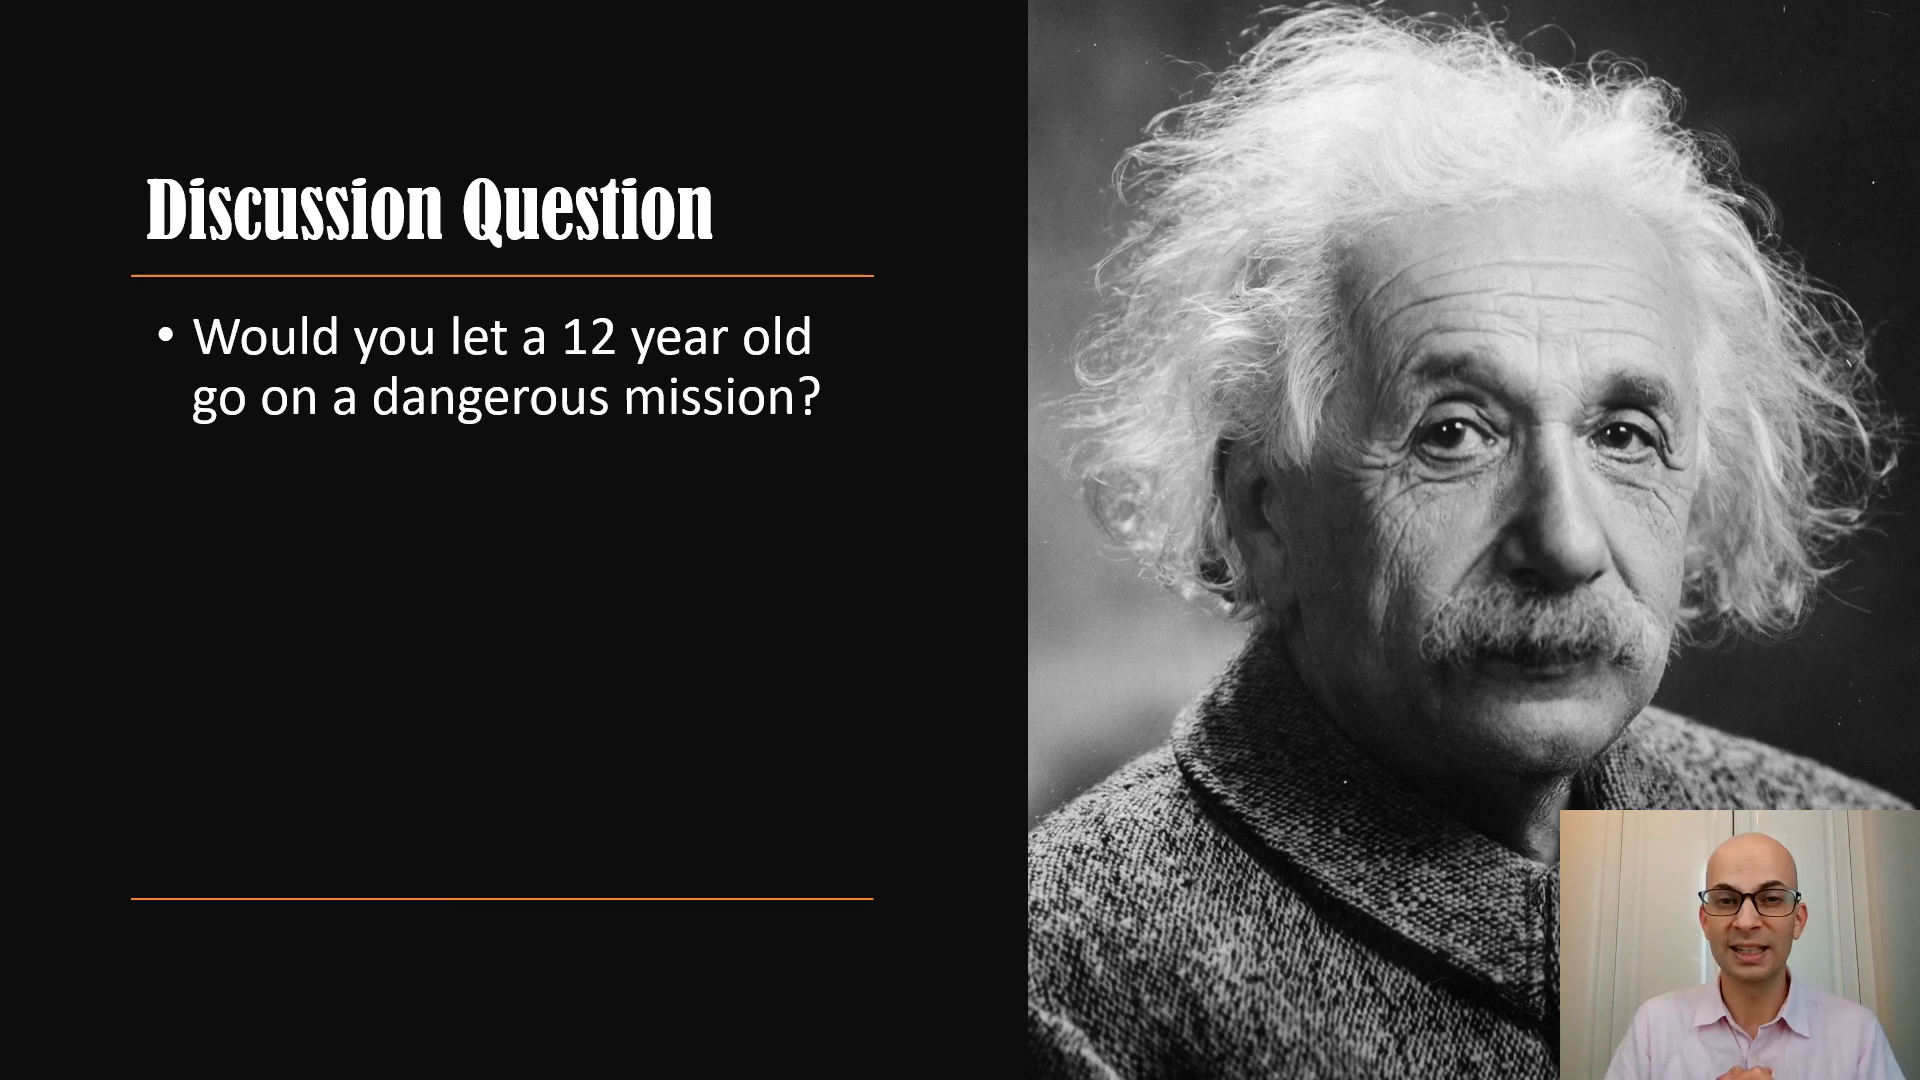 Discussion Question
• Would you let a 12 year old
go on a dangerous mission?